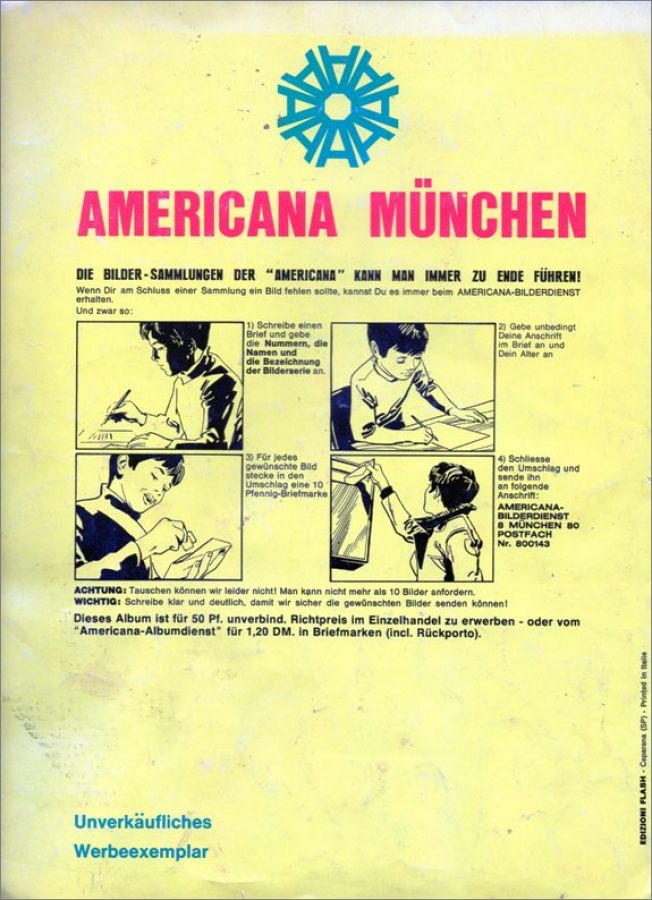 AMERICANA MÜNCHEN
DIE BILDER-SAMMLUNGEN DER "AMERICANA" KANN MAN IMMER ZU ENDE FÜHREN!
Wenn Dir am Schluss einer Sammlung ein Bild fehlen sollte, kannst Du es immer beim AMERICANA-BILDERDIENST
erhalten.
Und zwar so:
1) Schreibe einen
Brief und gebe
die Nummern, die
Namen und
die Bezeichnung
der Bilderserie an.
2) Gebe unbedingt
Deine Anschrift
im Brief an und
Dein Alter an
3) Für jedes
gewünschte Bild
stecke in den
Umschlag eine 10
Pfennig-Briefmarke
4) Schliesse
den Umschlag und
sende ihn
an folgende
Anschrift:
AMERICANA-
BILDERDIENST
8 MÜNCHEN 80
POSTFACH
Nr. 800143
ACHTUNG: Tauschen können wir leider nicht! Man kann nicht mehr als 10 Bilder anfordern.
WICHTIG: Schreibe klar und deutlich, damit wir sicher die gewünschten Bilder senden können!
Dieses Album ist für 50 Pf. unverbind. Richtpreis im Einzelhandel zu erwerben - oder vom
"Americana-Albumdienst" für 1,20 DM. in Briefmarken (incl. Rückporto).
EDIZIONI FLASH - Caparana (SP) - Printed in Italie
Unverkäufliches
Werbeexemplar